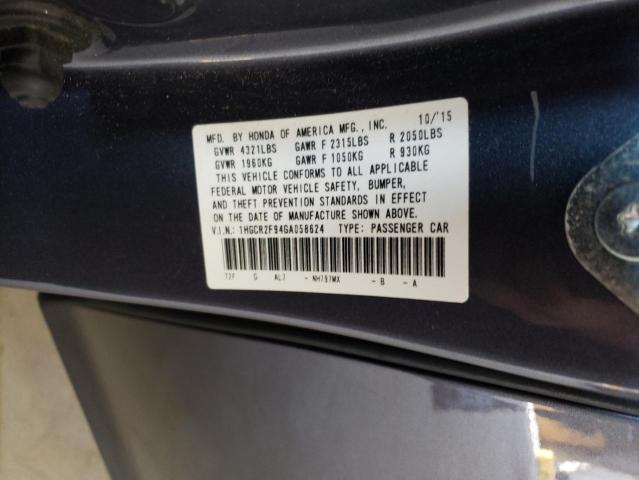 MFD. BY HONDA OF AMERICA MFG., INC. 10/'15
GVWR 4321LBS GAWR F 2315LBS R 2050LBS
GVWR 1960KG GAWR F 1050KG R 930KG
THIS VEHICLE CONFORMS TO ALL APPLICABLE
FEDERAL MOTOR VEHICLE SAFETY, BUMPER,
AND THEFT PREVENTION STANDARDS IN EFFECT
ON THE DATE OF MANUFACTURE SHOWN ABOVE.
V.I.N.: 1HGCR2F94GA058624 TYPE: PASSENGER CAR
T2F G AL7 - NH797MX - B - A